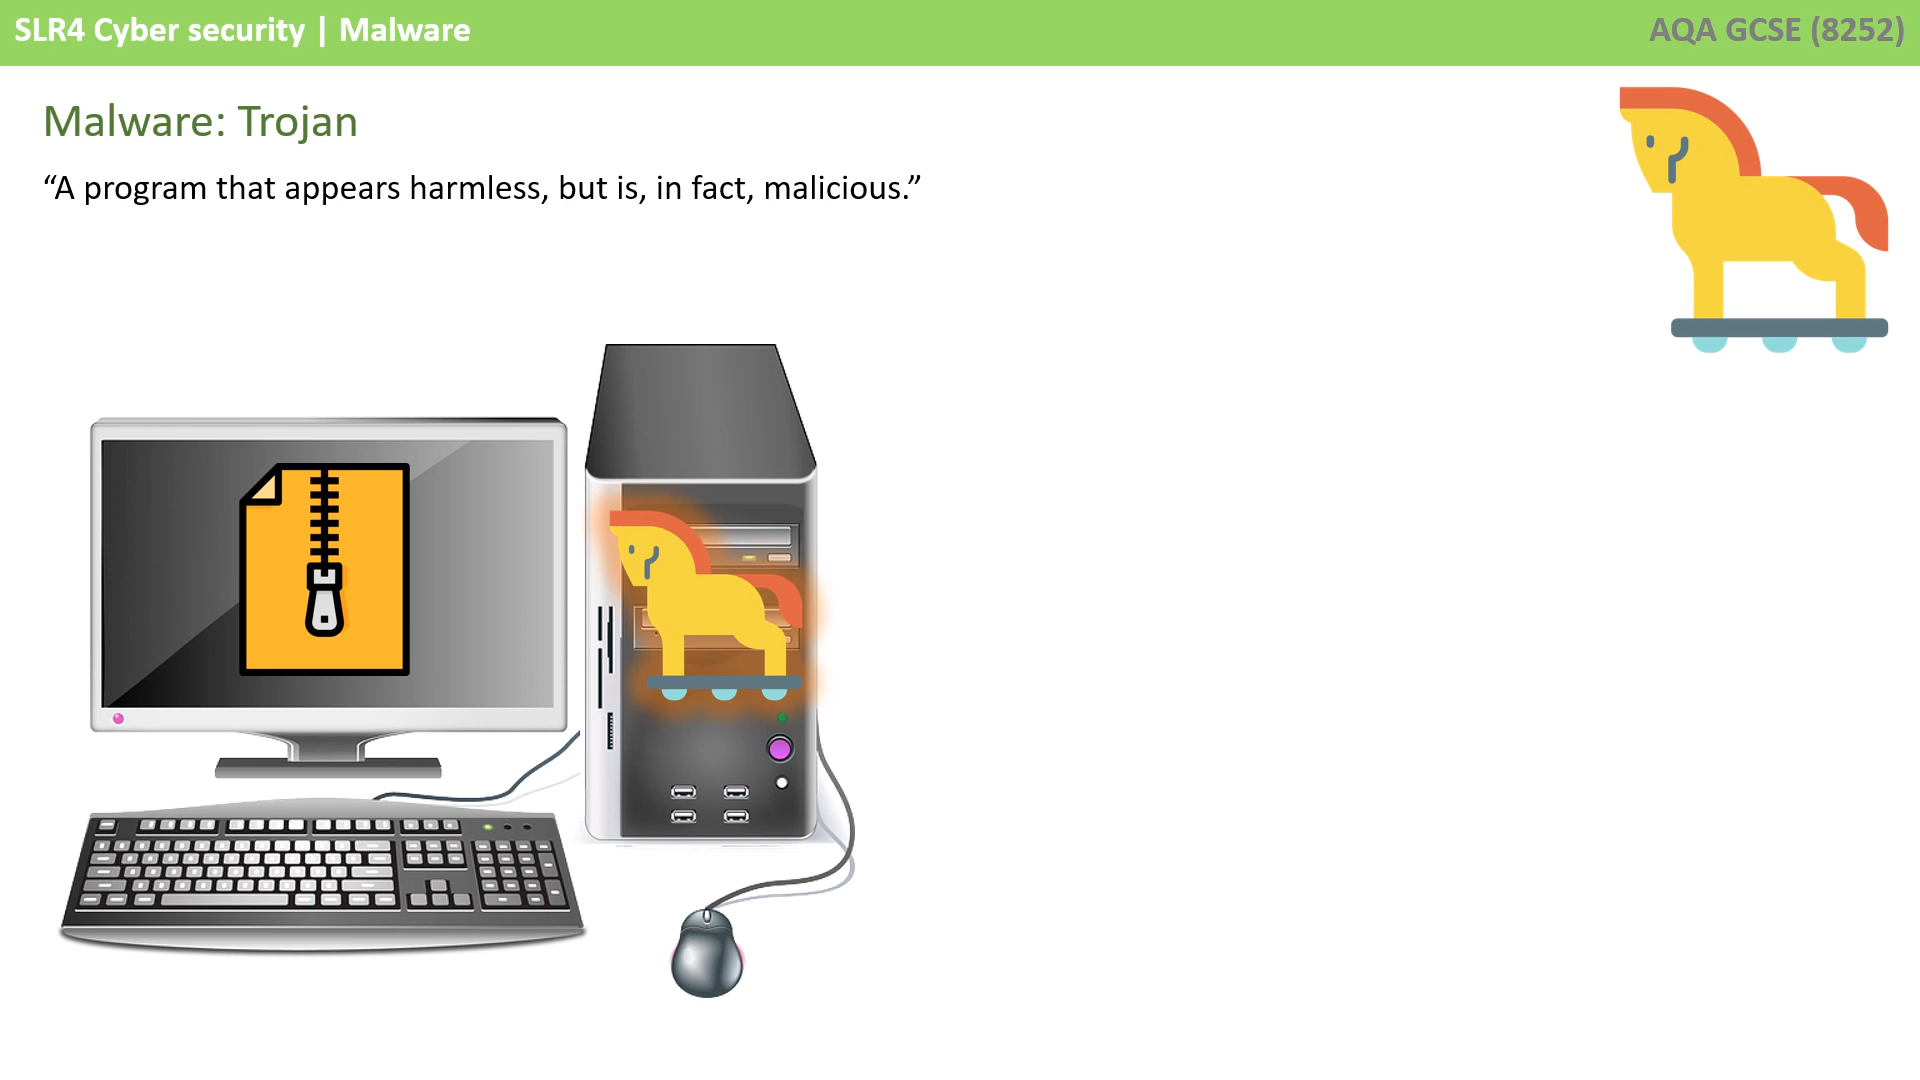 SLR4 Cyber security | Malware
AQA GCSE (8252)
Malware: Trojan
“A program that appears harmless, but is, in fact, malicious.”